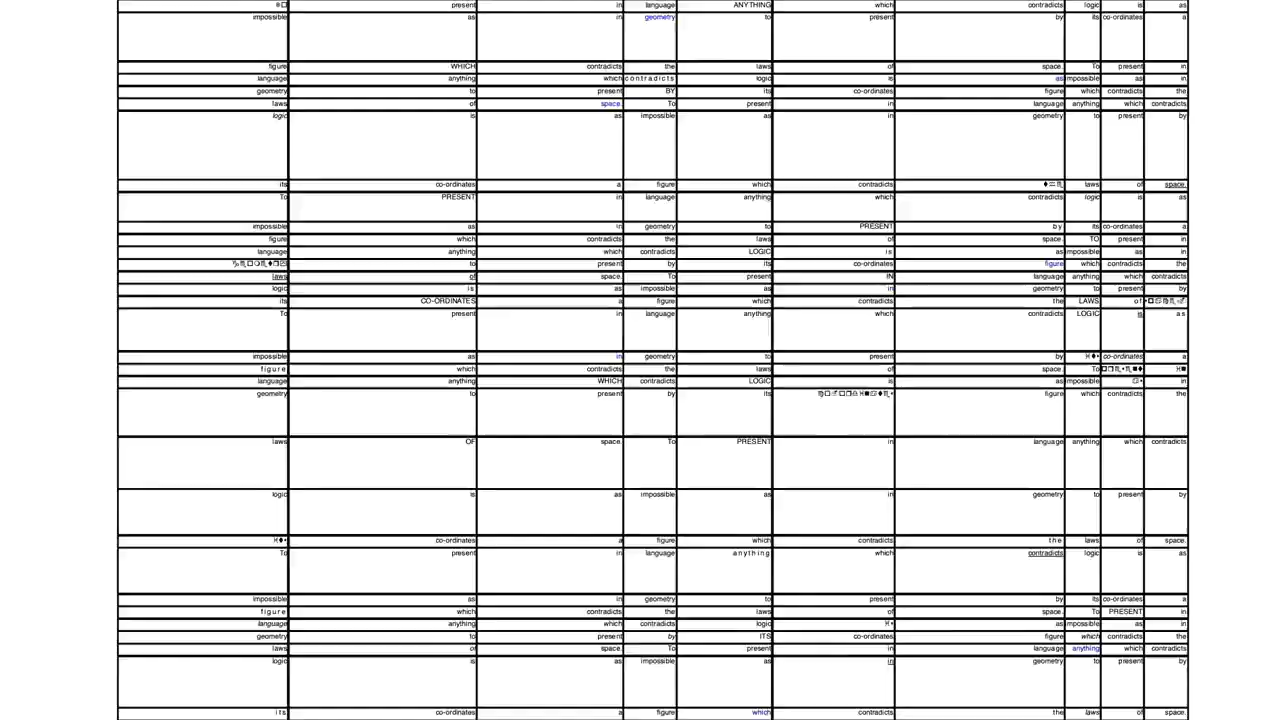 present in language ANYTHING which contradicts logic is as
impossible as in geometry to present by its co-ordinates a
figure WHICH contradicts the laws of space. To present in
language anything which contradicts logic is as impossible as in
geometry to present BY its co-ordinates figure which contradicts the
laws of space. To present in language anything which contradicts
logic is as impossible as in geometry to present by
its co-ordinates a figure which contradicts laws of space.
To PRESENT in language anything which contradicts logic is as
impossible as in geometry to PRESENT by its co-ordinates a
figure which contradicts the laws of space. TO present in
language anything which contradicts LOGIC is as impossible as in
to present by its co-ordinates figure which contradicts the
laws of space. To present IN language anything which contradicts
logic is as impossible as in geometry to present by
its CO-ORDINATES a figure which contradicts the LAWS of
To present in language anything which contradicts LOGIC is as
impossible as in geometry to present by co-ordinates a
figure which contradicts the laws of space. To
language anything WHICH contradicts LOGIC is as impossible in
geometry to present by its figure which contradicts the
laws OF space. To PRESENT in language anything which contradicts
logic is as impossible as in geometry to present by
co-ordinates a figure which contradicts the laws of space.
To present in language anything which contradicts logic is as
impossible as in geometry to present by its co-ordinates a
figure which contradicts the laws of space. To PRESENT in
language anything which contradicts logic as impossible as in
geometry to present by ITS co-ordinates figure which contradicts the
laws of space. To present in language anything which contradicts
logic is as impossible as in geometry to present by
its co-ordinates a figure which contradicts the laws of space.